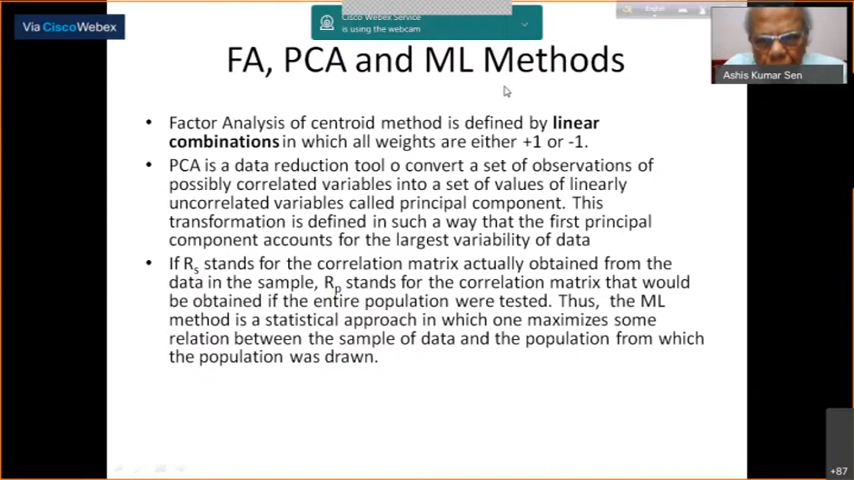 Via CiscoWebex
Cisco Webex Service
is using the webcam
English
Ashis Kumar Sen
FA, PCA and ML Methods
• Factor Analysis of centroid method is defined by linear
combinations in which all weights are either +1 or -1.
• PCA is a data reduction tool o convert a set of observations of
possibly correlated variables into a set of values of linearly
uncorrelated variables called principal component. This
transformation is defined in such a way that the first principal
component accounts for the largest variability of data
• If Rs stands for the correlation matrix actually obtained from the
data in the sample, Rp stands for the correlation matrix that would
be obtained if the entire population were tested. Thus, the ML
method is a statistical approach in which one maximizes some
relation between the sample of data and the population from which
the population was drawn.
+87